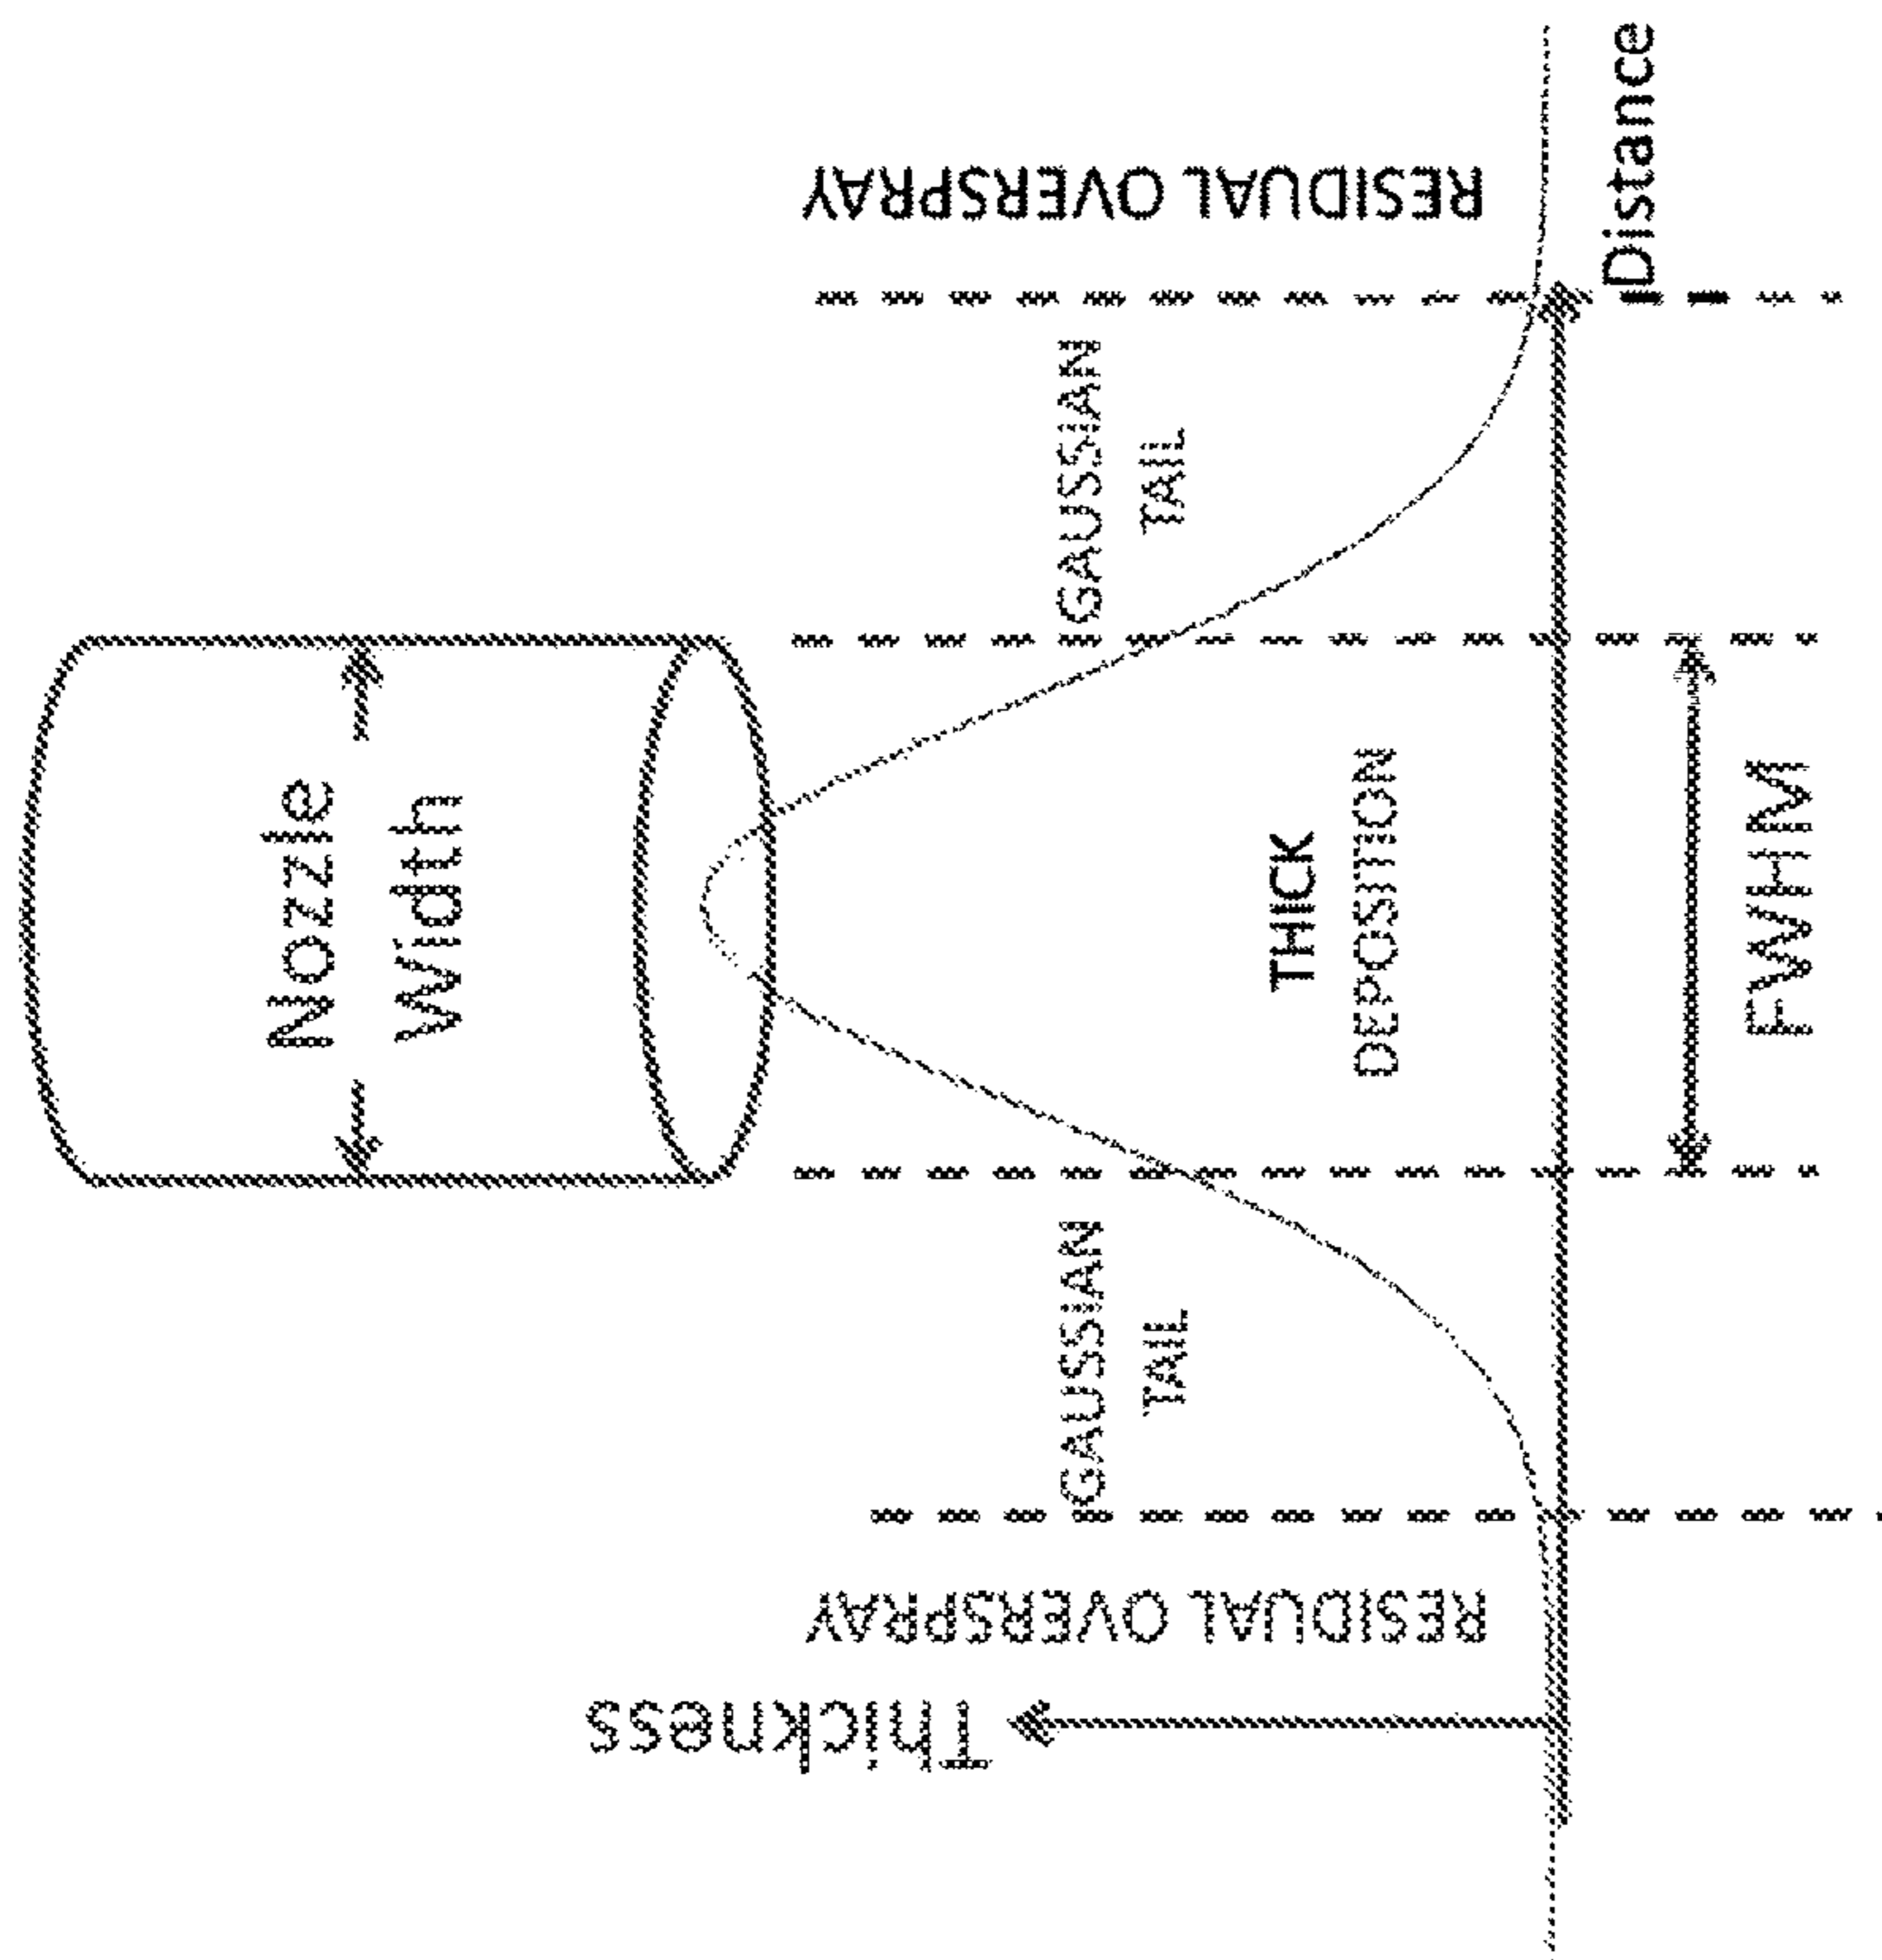 Nozzle
Width
Thickness
RESIDUAL OVERSPRAY
GAUSSIAN
TAIL
THICK
DEPOSITION
GAUSSIAN
TAIL
RESIDUAL OVERSPRAY
Distance
FWHM